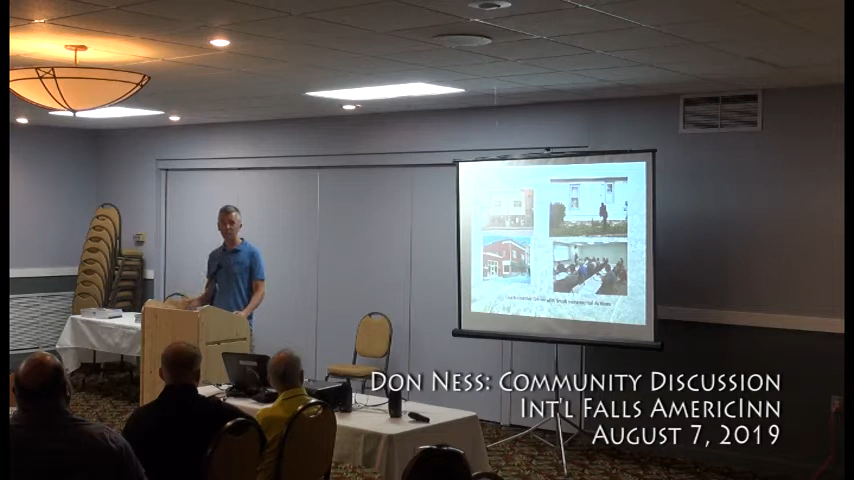 Don Ness: Community Discussion
Int'l Falls AmericInn
August 7, 2019